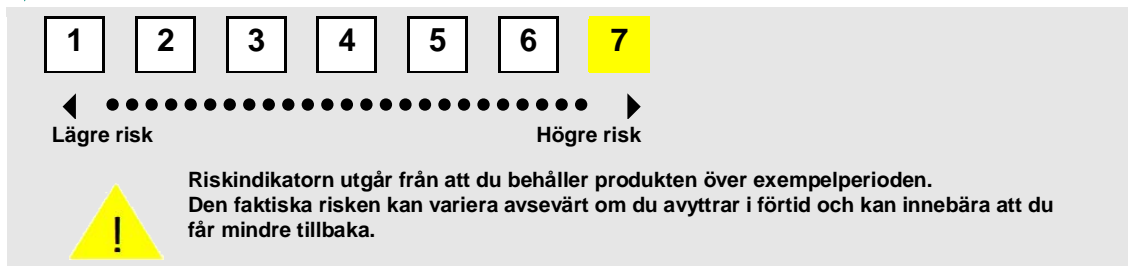 1 2 3 4 5 6 7
Lägre risk Högre risk
Riskindikatorn utgår från att du behåller produkten över exempelperioden.
Den faktiska risken kan variera avsevärt om du avyttrar i förtid och kan innebära att du
får mindre tillbaka.
!